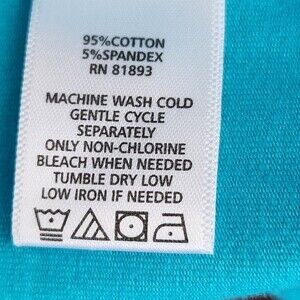 95%COTTON
5%SPANDEX
RN 81893
MACHINE WASH COLD
GENTLE CYCLE
SEPARATELY
ONLY NON-CHLORINE
BLEACH WHEN NEEDED
TUMBLE DRY LOW
LOW IRON IF NEEDED